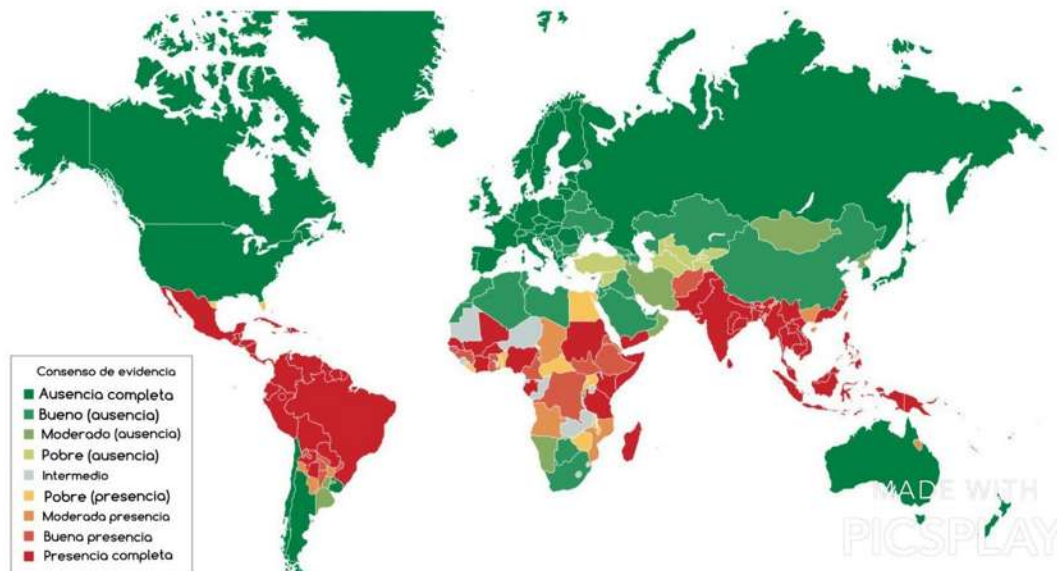 Consenso de evidencia
Ausencia completa
Bueno (ausencia)
Moderado (ausencia)
Pobre (ausencia)
Intermedio
Pobre (presencia)
Moderada presencia
Buena presencia
Presencia completa
MADE WITH
PICSPLAY